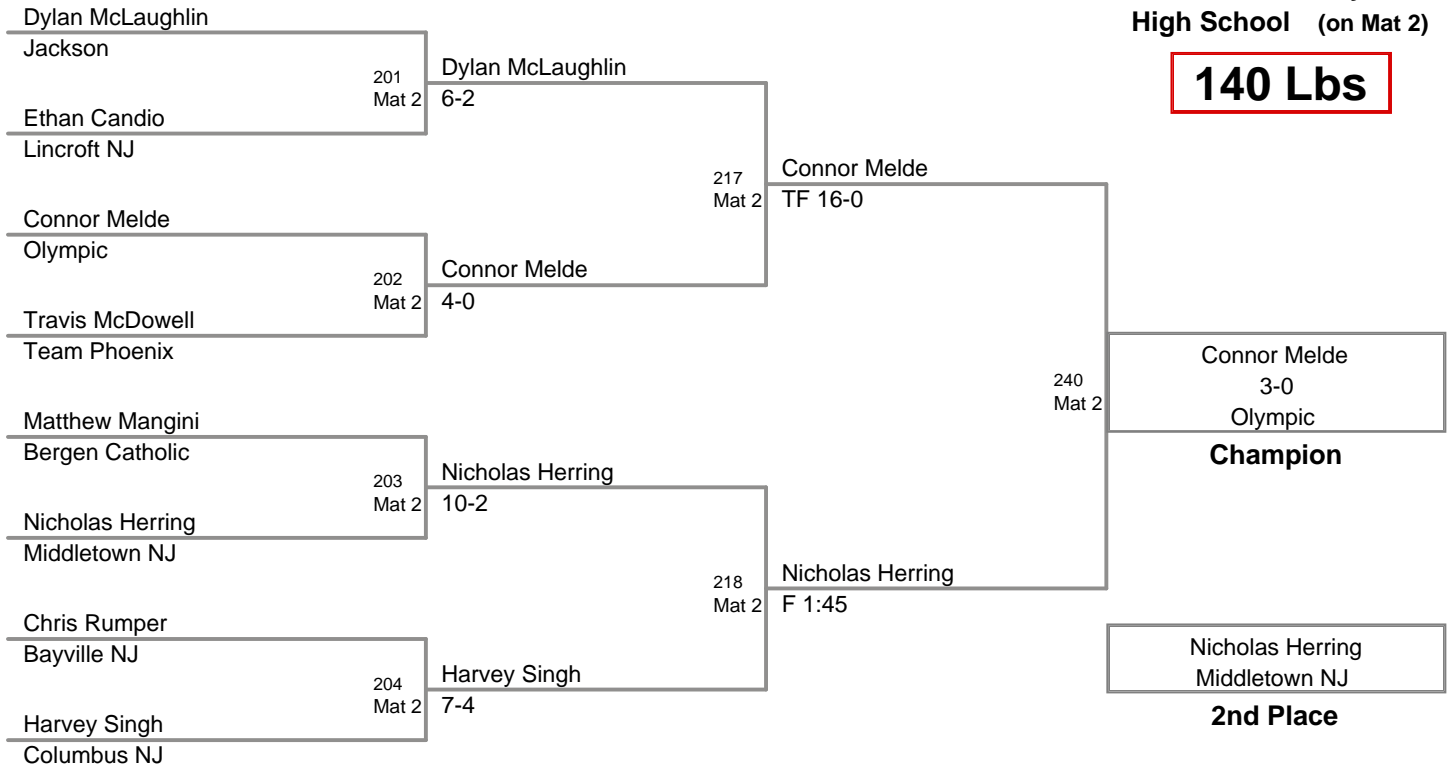 Dylan McLaughlin
Jackson
201
Mat 2
Ethan Candio
Lincroft NJ
Dylan McLaughlin
6-2
Connor Melde
Olympic
202
Mat 2
Travis McDowell
Team Phoenix
Connor Melde
4-0
217
Mat 2
Connor Melde
TF 16-0
Matthew Mangini
Bergen Catholic
203
Mat 2
Nicholas Herring
Middletown NJ
Nicholas Herring
10-2
Chris Rumper
Bayville NJ
204
Mat 2
Harvey Singh
Columbus NJ
Harvey Singh
7-4
218
Mat 2
Nicholas Herring
F 1:45
240
Mat 2
High School (on Mat 2)
140 Lbs
Connor Melde
3-0
Olympic
Champion
Nicholas Herring
Middletown NJ
2nd Place